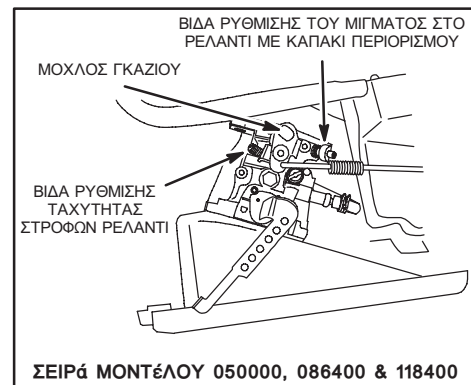 ΒΙΔΑ ΡΥΘΜΙΣΗΣ ΤΟΥ ΜΙΓΜΑΤΟΣ ΣΤΟ
ΡΕΛΑΝΤΙ ΜΕ ΚΑΠΑΚΙ ΠΕΡΙΟΡΙΣΜΟΥ
ΜΟΧΛΟΣ ΓΚΑΖΙΟΥ
ΒΙΔΑ ΡΥΘΜΙΣΗΣ
ΤΑΧΥΤΗΤΑΣ
ΣΤΡΟΦΩΝ ΡΕΛΑΝΤΙ
ΣΕΙΡά ΜΟΝΤέΛΟΥ 050000, 086400 & 118400